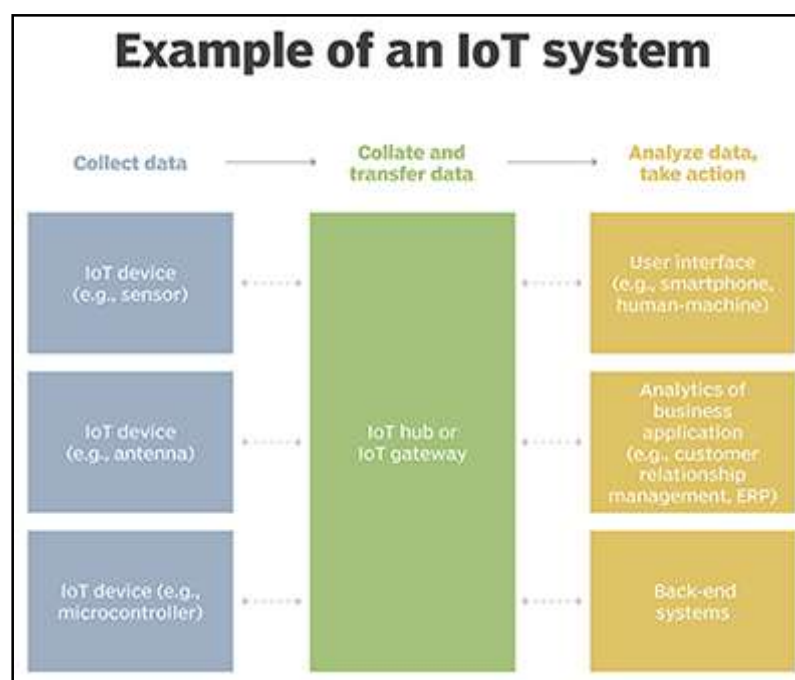 Example of an IoT system
Collect data
Collate and
transfer data
Analyze data,
take action
IoT device
(e.g., sensor)
IoT device
(e.g., antenna)
IoT device (e.g.,
microcontroller)
IoT hub or
IoT gateway
User interface
(e.g., smartphone,
human-machine)
Analytics of
business
application
(e.g., customer
relationship
management, ERP)
Back-end
systems